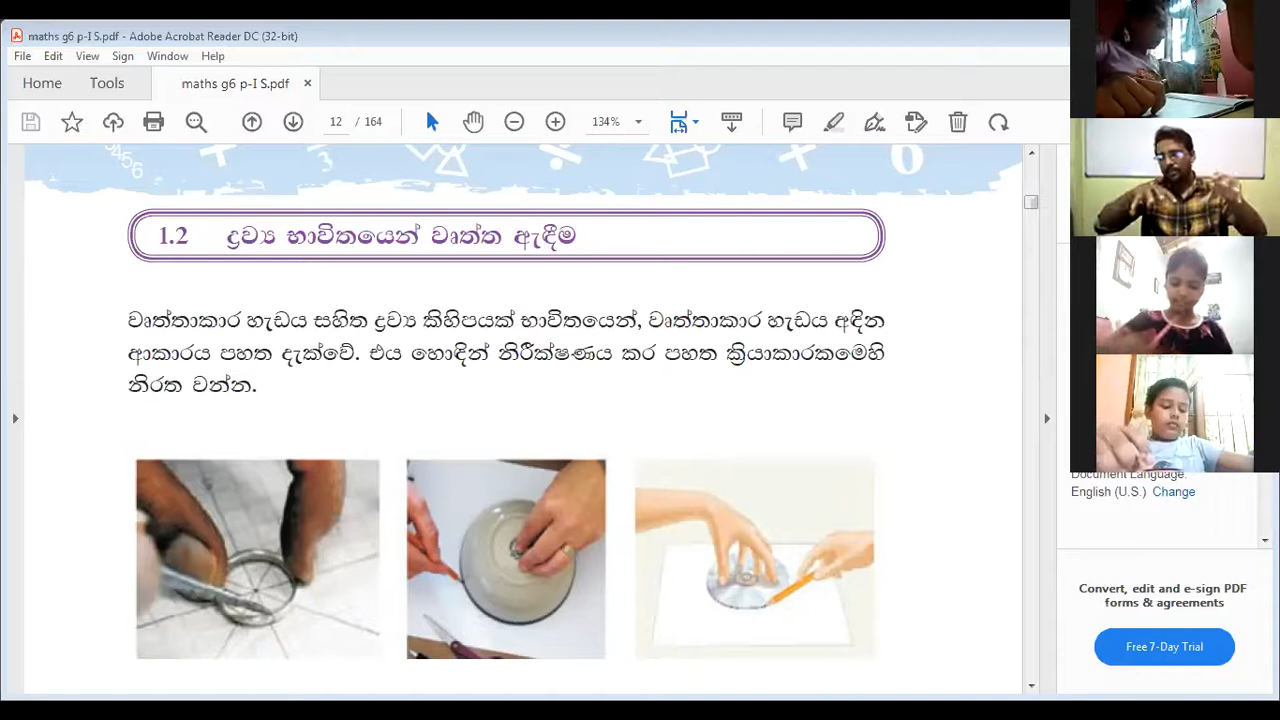 maths g6 p-I S.pdf - Adobe Acrobat Reader DC (32-bit)
File Edit View Sign Window Help
Home Tools maths g6 p-I S.pdf ×
12 / 164 134%
1.2 ද්‍රව්‍ය භාවිතයෙන් වෘත්ත ඇඳීම
වෘත්තාකාර හැඩය සහිත ද්‍රව්‍ය කිහිපයක් භාවිතයෙන්, වෘත්තාකාර හැඩය අඳින
ආකාරය පහත දැක්වේ. එය හොඳින් නිරීක්ෂණය කර පහත ක්‍රියාකාරකමෙහි
නිරත වන්න.
Document Language:
English (U.S.) Change
Convert, edit and e-sign PDF
forms & agreements
Free 7-Day Trial